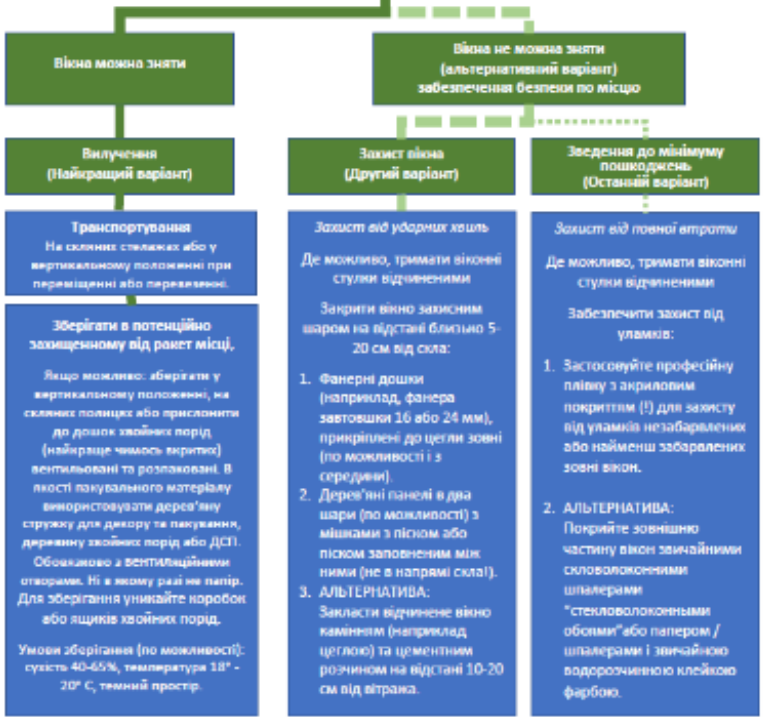 Вікна можна зняти
Вікна не можна зняти
(альтернативний варіант)
забезпечення безпеки по місцю
Вилучення
(Найкращий варіант)
Захист вікна
(Другий варіант)
Зведення до мінімуму
пошкоджень
(Останній варіант)
Транспортування
На скляних стелажах або у
вертикальному положенні при
переміщенні або перевезенні.
Зберігати в потенційно
захищенному від ракет місці,
Якщо можливо: зберігати у
вертикальному положенні, на
скляних полицях або прислонити
до дошок хвойних порід
(найкраще чимось вкритих)
вентильовані та розпаковані. В
якості пакувального матеріалу
використовувати дерев'яну
стружку для декору та пакування,
деревину хвойних порід або ДСП.
Обовязково з вентиляційними
отворами. Ні в якому разі не папір.
Для зберігання уникайте коробок
або ящиків хвойних порід.
Умови зберігання (по можливості):
сухість 40-65%, температура 18° -
20° С, темний простір.
Захист від ударних хвиль
Де можливо, тримати віконні
стулки відчиненими
Закрити вікно захисним
шаром на відстані близько 5-
20 см від скла:
1. Фанерні дошки
(наприклад, фанера
завтовшки 16 або 24 мм),
прикріплені до цегли зовні
(по можливості і з
середини).
2. Дерев'яні панелі в два
шари (по можливості) з
мішками з піском або
піском заповненим між
ними (не в напрямі скла!).
3. АЛЬТЕРНАТИВА:
Закласти відчинене вікно
камінням (наприклад
цеглою) та цементним
розчином на відстані 10-20
см від вітража.
Захист від повної втрати
Де можливо, тримати віконні
стулки відчиненими
Забезпечити захист від
уламків:
1. Застосовуйте професійну
плівку з акриловим
покриттям (!) для захисту
від уламків незабарвлених
або найменш забарвлених
зовні вікон.
2. АЛЬТЕРНАТИВА:
Покрийте зовнішню
частину вікон звичайними
скловолоконними
шпалерами
"стекловолоконными
обоями"або папером /
шпалерами і звичайною
водорозчинною клейкою
фарбою.